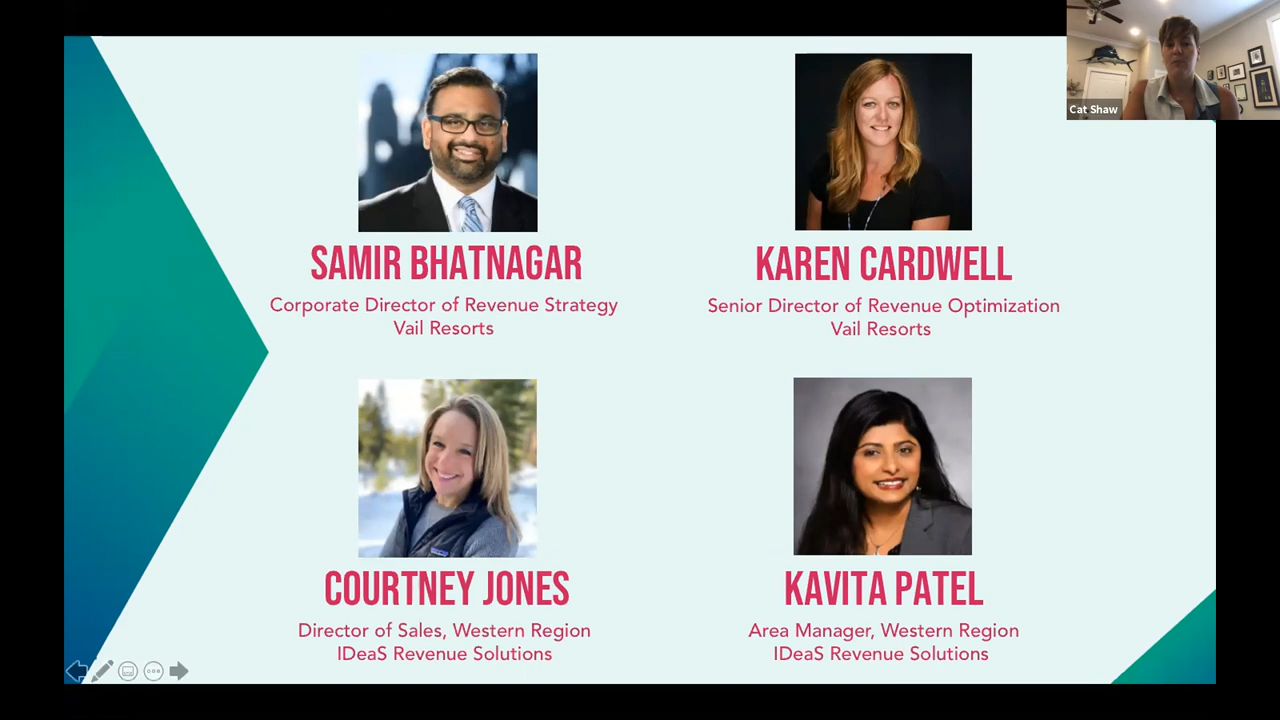 Cat Shaw
SAMIR BHATNAGAR
Corporate Director of Revenue Strategy
Vail Resorts
KAREN CARDWELL
Senior Director of Revenue Optimization
Vail Resorts
COURTNEY JONES
Director of Sales, Western Region
IDeaS Revenue Solutions
KAVITA PATEL
Area Manager, Western Region
IDeaS Revenue Solutions